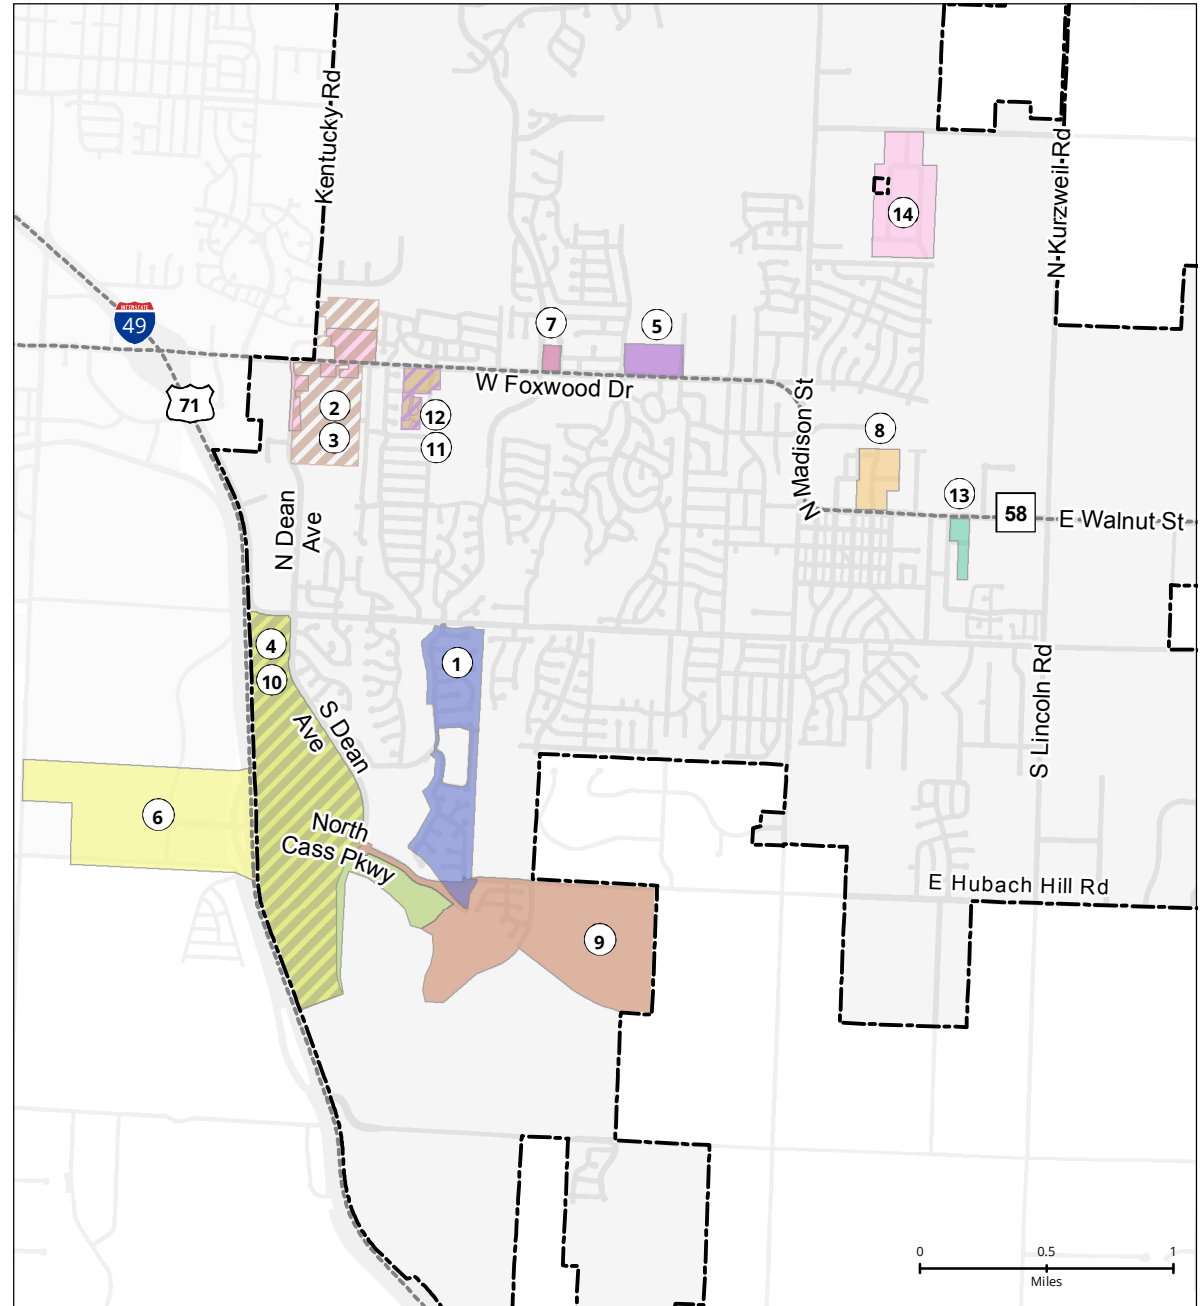 Kentucky Rd
N Kurzweil Rd
14
INTERSTATE
49
7
5
71
W Foxwood Dr
2
3
12
11
N Madison St
8
13
58
E Walnut St
N Dean
Ave
4
10
1
S Dean
Ave
S Lincoln Rd
6
North
Cass Pkwy
E Hubach Hill Rd
9
0
0.5
1
Miles